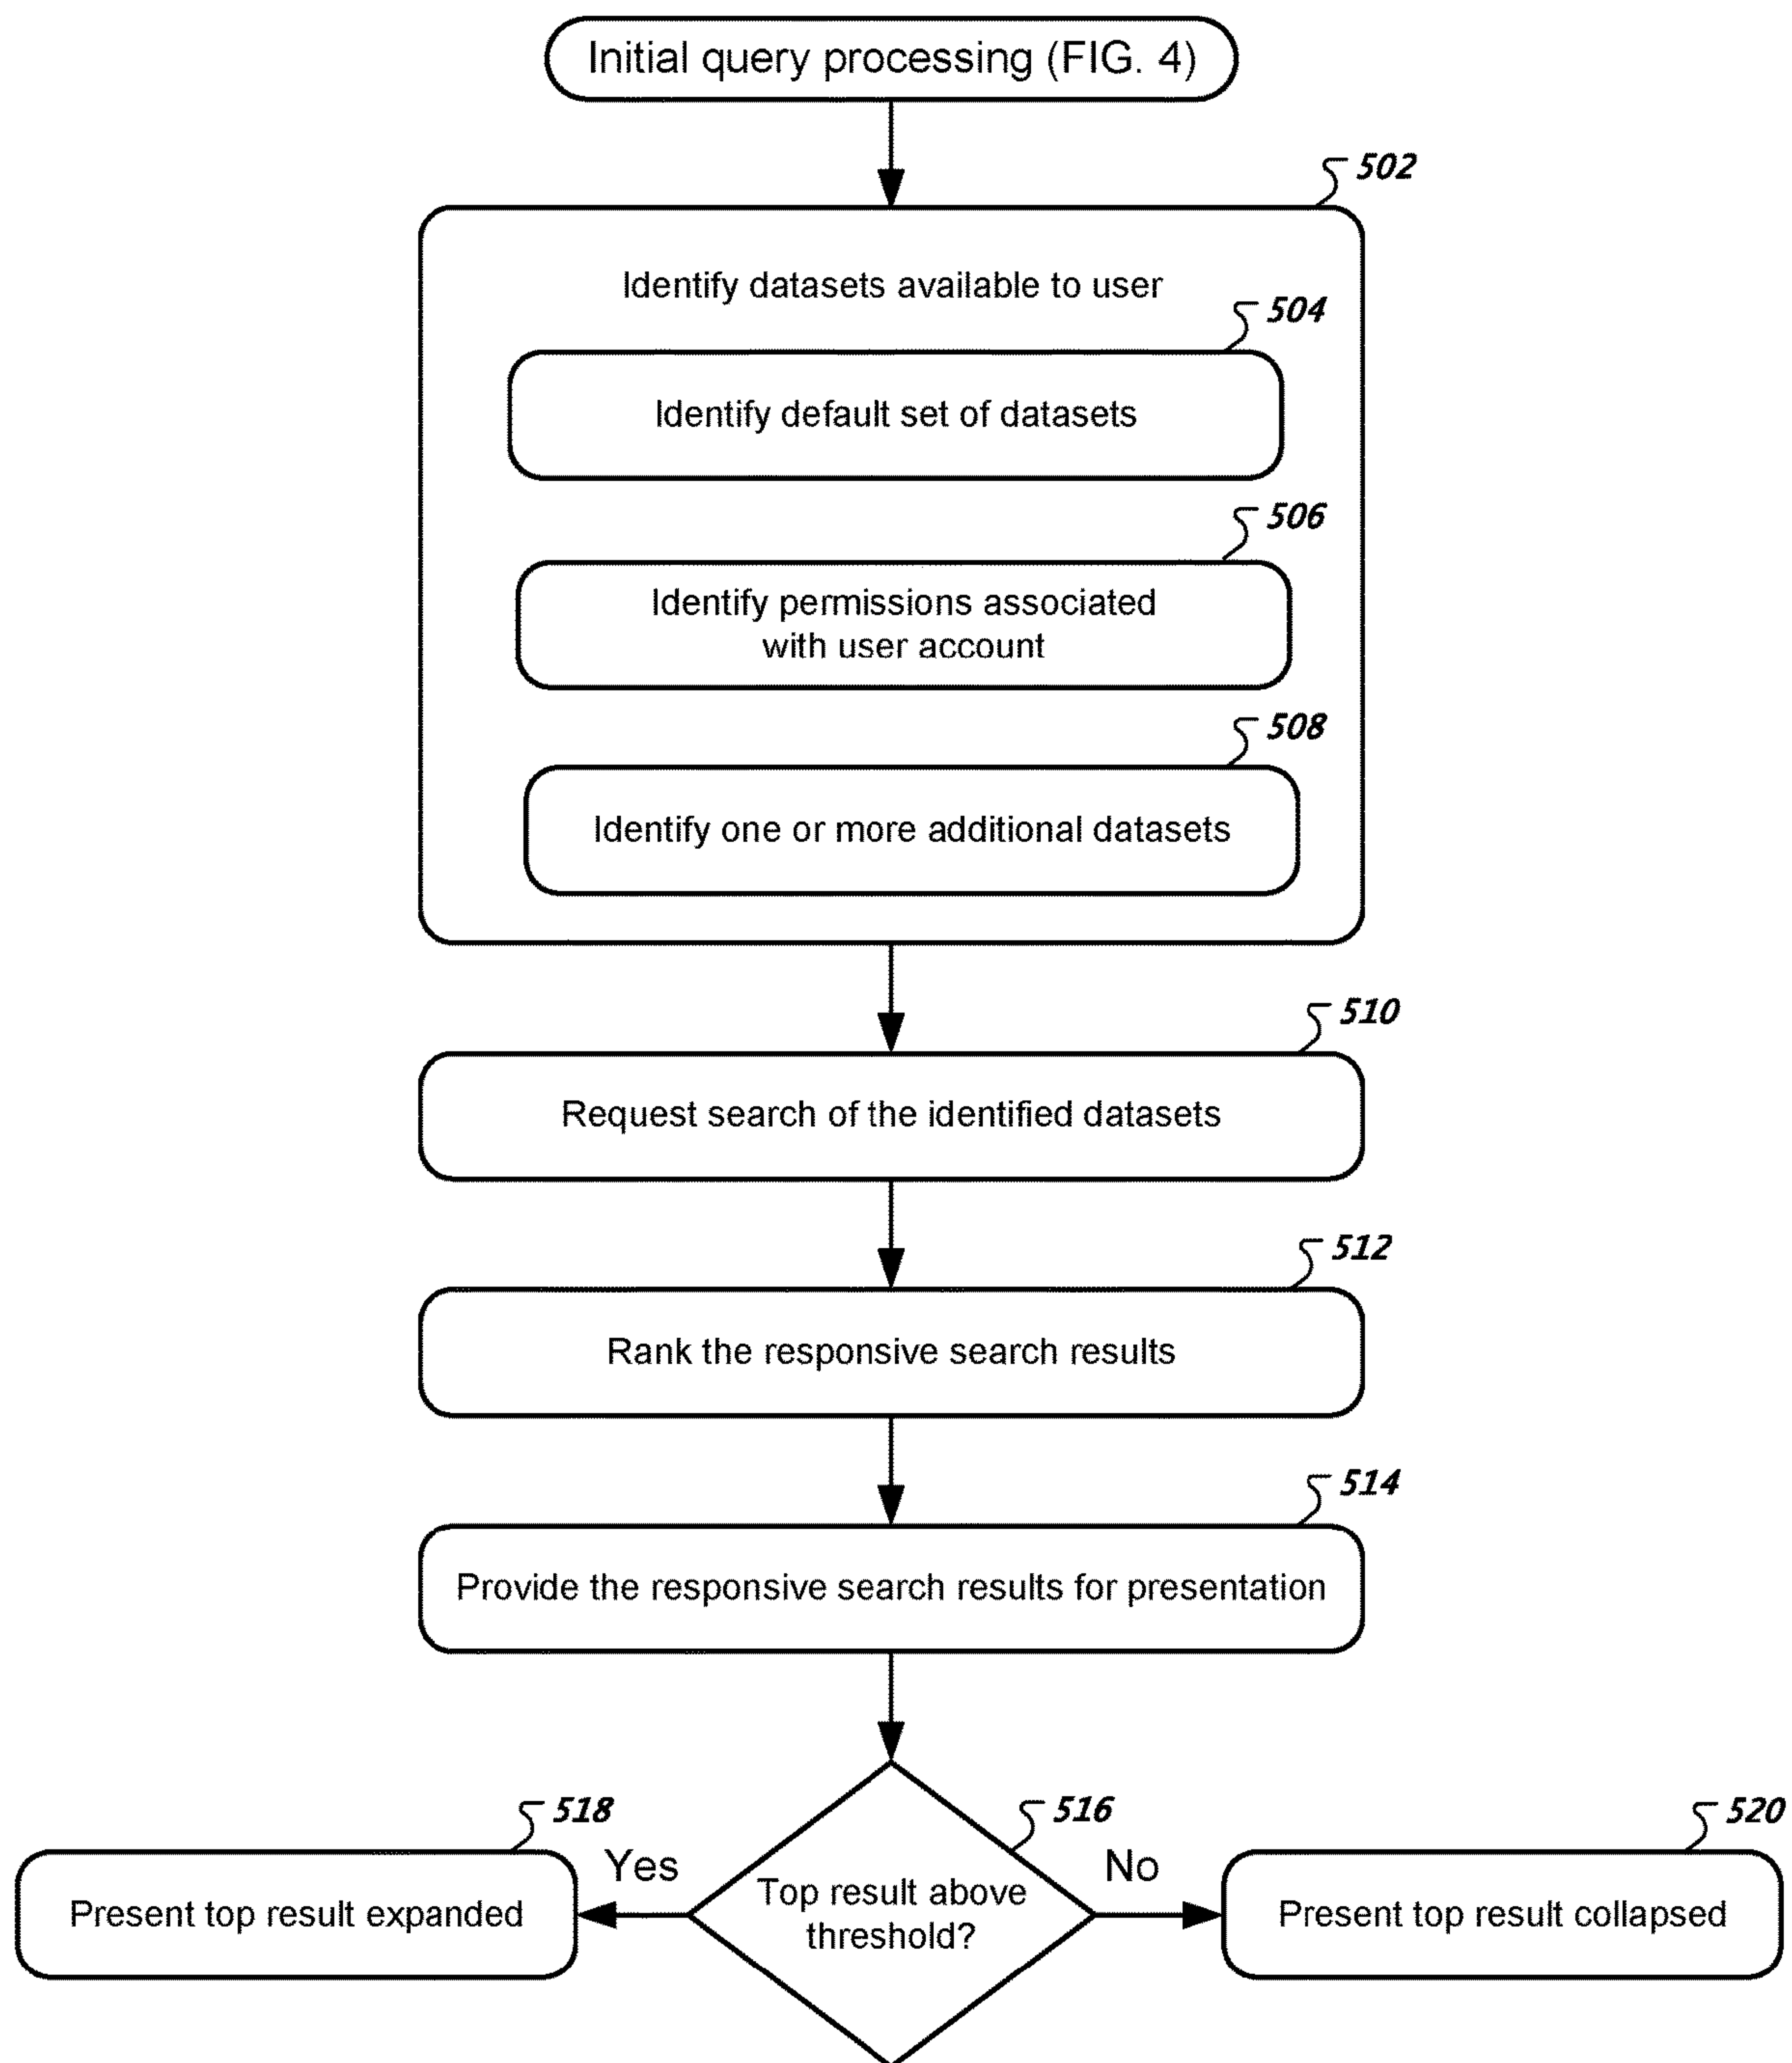 Initial query processing (FIG. 4)
502
Identify datasets available to user
504
Identify default set of datasets
506
Identify permissions associated
with user account
508
Identify one or more additional datasets
510
Request search of the identified datasets
512
Rank the responsive search results
514
Provide the responsive search results for presentation
518
516
520
Yes
No
Present top result expanded
Top result above
threshold?
Present top result collapsed